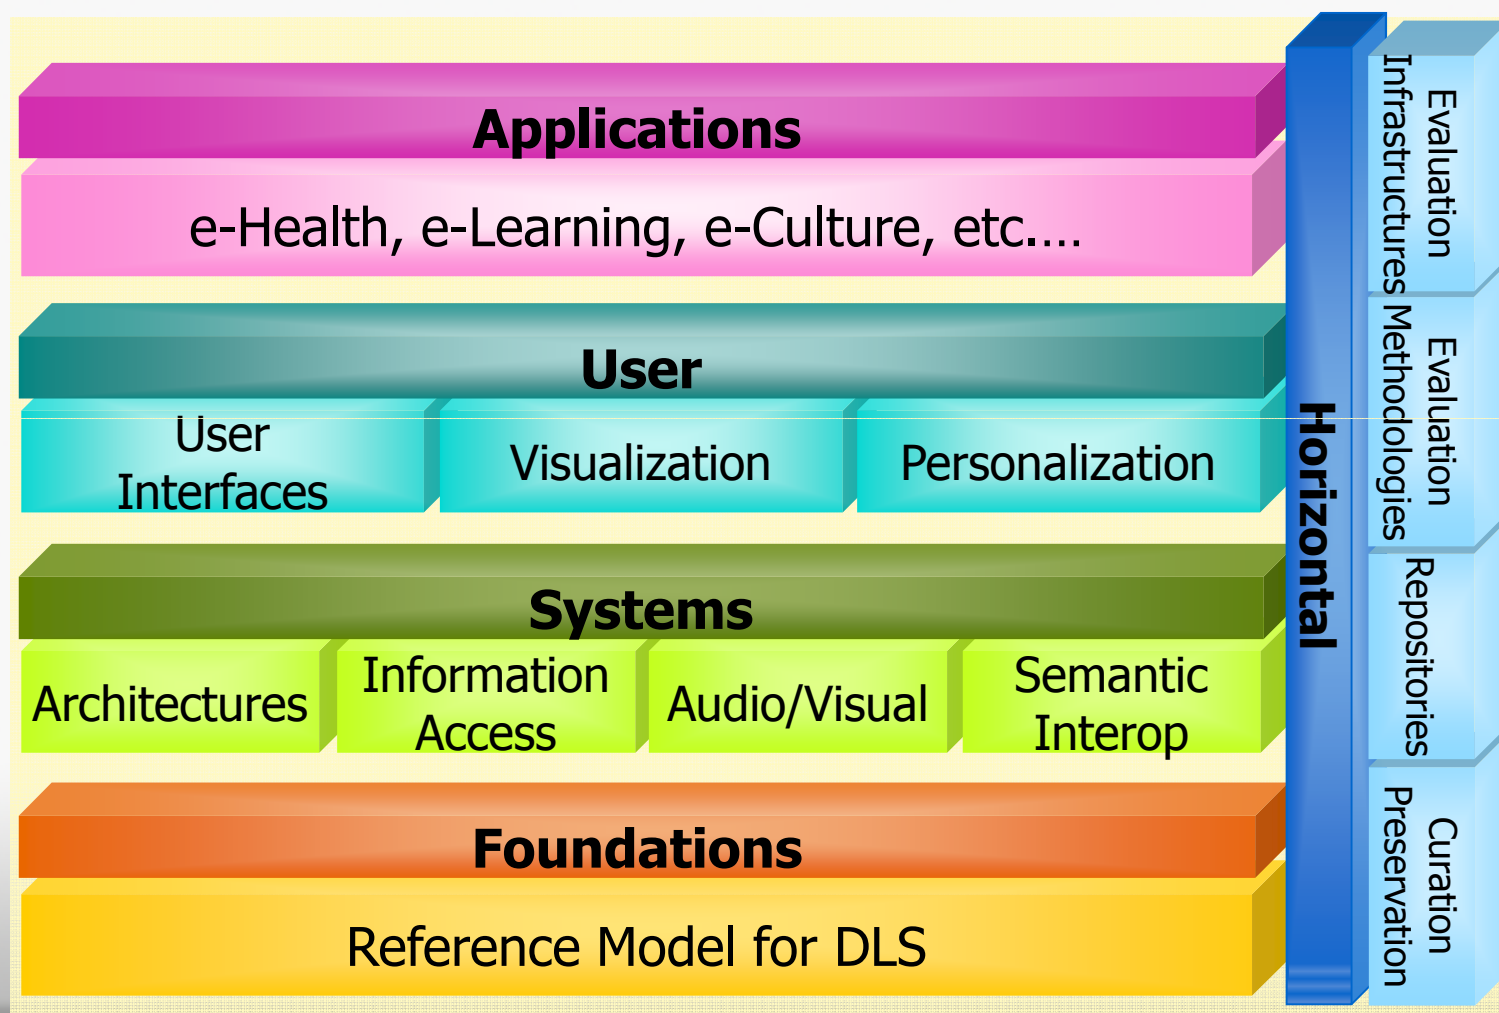 Applications
e-Health, e-Learning, e-Culture, etc.…
User
User
Interfaces
Visualization
Personalization
Systems
Architectures
Information
Access
Audio/Visual
Semantic
Interop
Foundations
Reference Model for DLS
Horizontal
Evaluation
Infrastructures
Evaluation
Methodologies
Repositories
Curation
Preservation